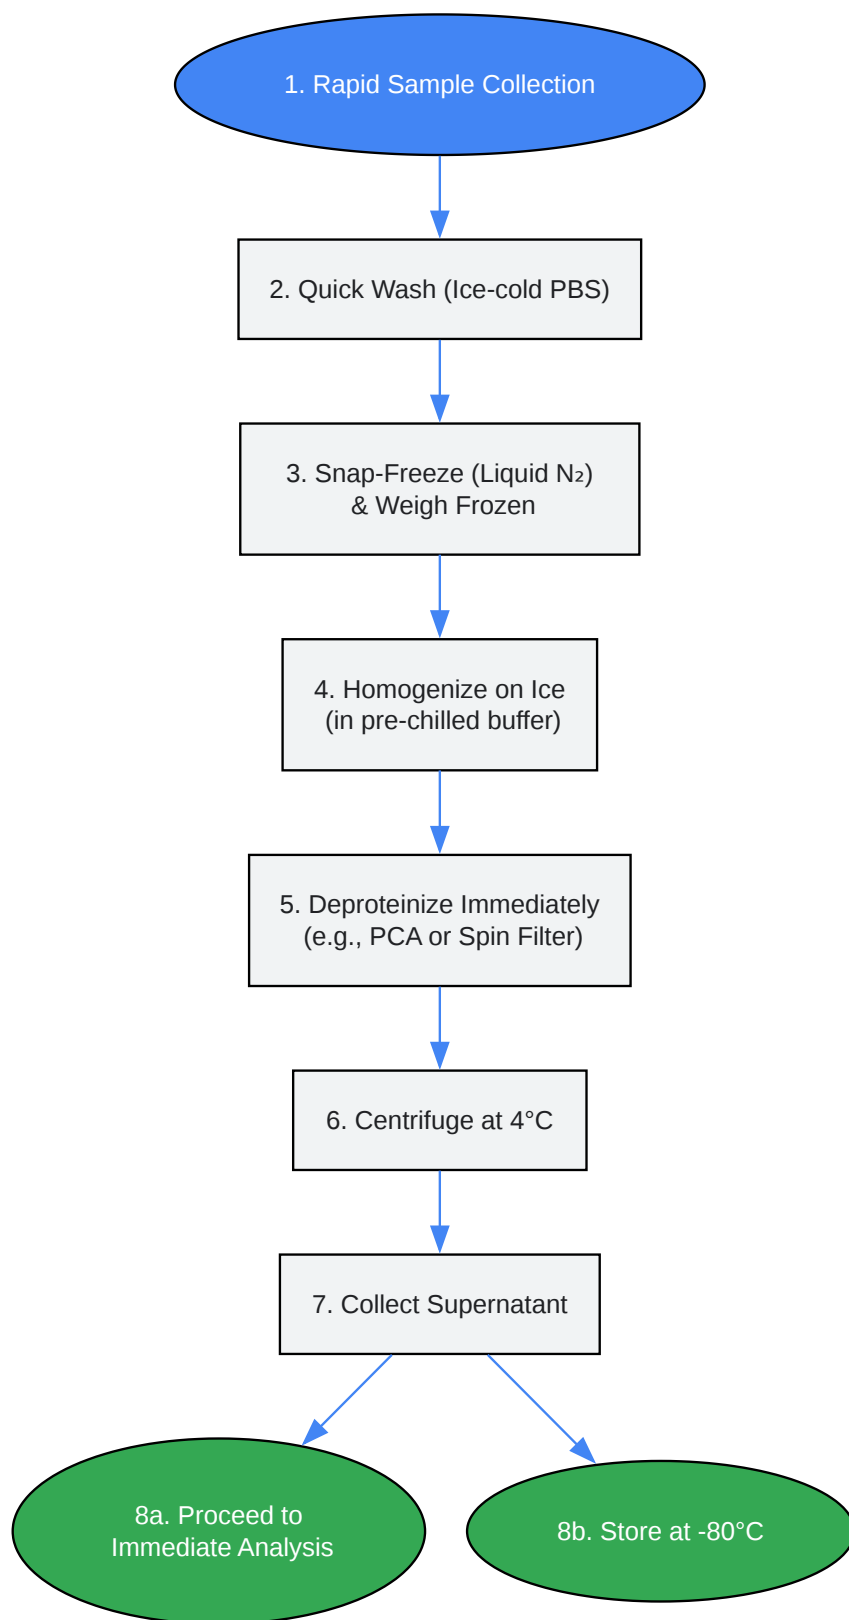 1. Rapid Sample Collection
2. Quick Wash (Ice-cold PBS)
3. Snap-Freeze (Liquid N₂)
& Weigh Frozen
4. Homogenize on Ice
(in pre-chilled buffer)
5. Deproteinize Immediately
(e.g., PCA or Spin Filter)
6. Centrifuge at 4°C
7. Collect Supernatant
8a. Proceed to
Immediate Analysis
8b. Store at -80°C